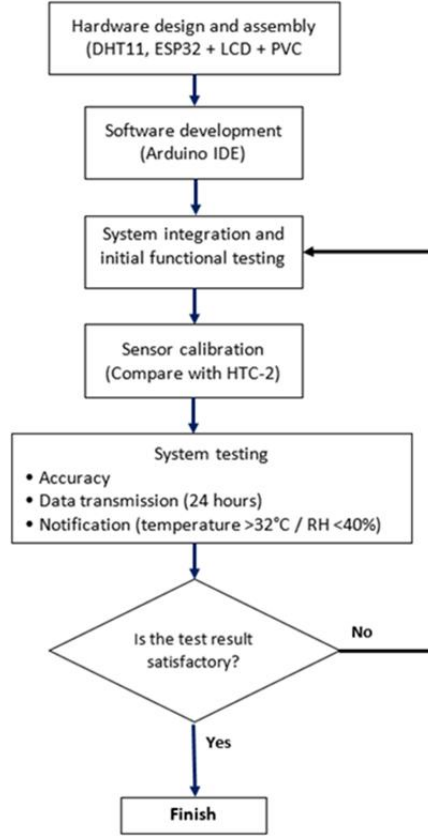 Hardware design and assembly
(DHT11, ESP32 + LCD + PVC
Software development
(Arduino IDE)
System integration and
initial functional testing
Sensor calibration
(Compare with HTC-2)
System testing
• Accuracy
• Data transmission (24 hours)
• Notification (temperature >32°C / RH <40%)
Is the test result
satisfactory?
No
Yes
Finish